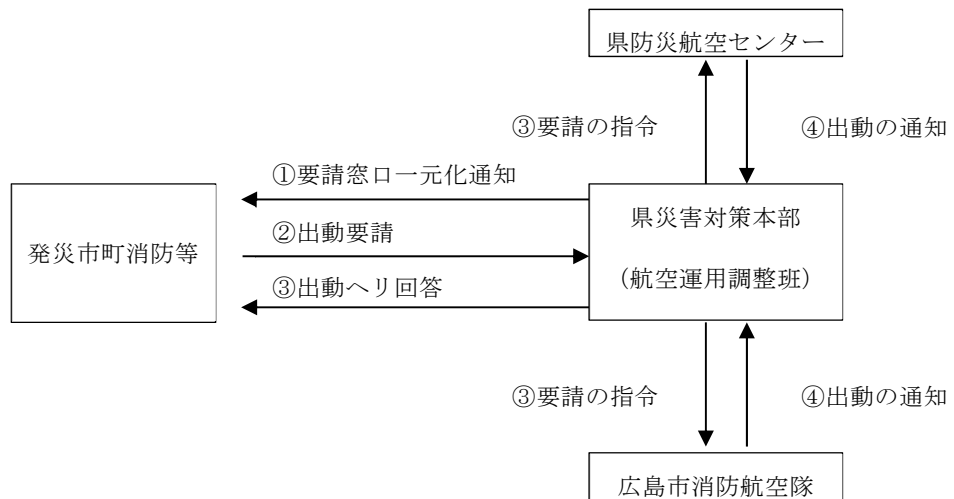 県防災航空センター
③要請の指令
④出動の通知
①要請窓口一元化通知
発災市町消防等
②出動要請
県災害対策本部
（航空運用調整班）
③出動ヘリ回答
③要請の指令
④出動の通知
広島市消防航空隊